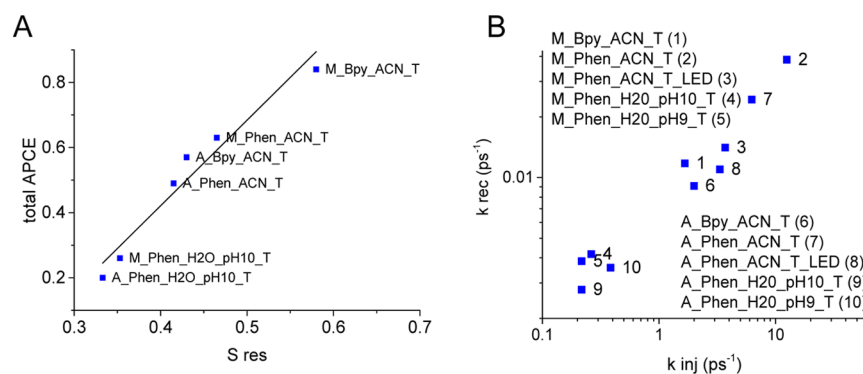 A
total APCE
0.8
0.6
0.4
0.2
0.3
0.4
0.5
0.6
0.7
S res
M_Bpy_ACN_T
M_Phen_ACN_T
A_Bpy_ACN_T
A_Phen_ACN_T
M_Phen_H2O_pH10_T
A_Phen_H2O_pH10_T
B
k rec (ps⁻¹)
0.01
0.1
1
10
k inj (ps⁻¹)
M_Bpy_ACN_T (1)
M_Phen_ACN_T (2)
M_Phen_ACN_T_LED (3)
M_Phen_H20_pH10_T (4)
M_Phen_H20_pH9_T (5)
2
7
3
1
8
6
4
5
10
9
A_Bpy_ACN_T (6)
A_Phen_ACN_T (7)
A_Phen_ACN_T_LED (8)
A_Phen_H20_pH10_T (9)
A_Phen_H20_pH9_T (10)